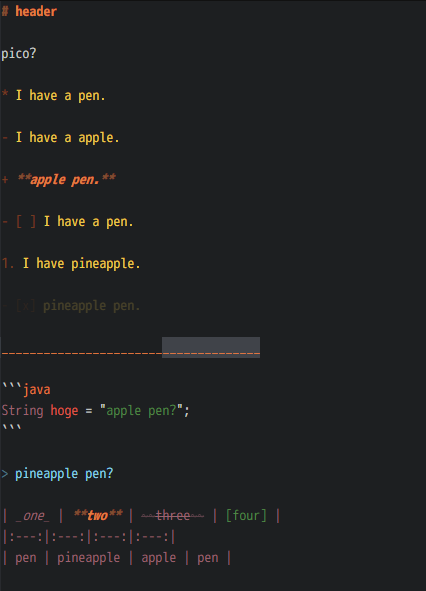 # header
pico?
* I have a pen.
- I have a apple.
+ **apple pen.**
- [ ] I have a pen.
1. I have pineapple.
- [x] pineapple pen.
_____________________________________
```java
String hoge = "apple pen?";
```
> pineapple pen?
| _one_ | **two** | ~~three~~ | [four] |
|:---:|:---:|:---:|:---:|
| pen | pineapple | apple | pen |